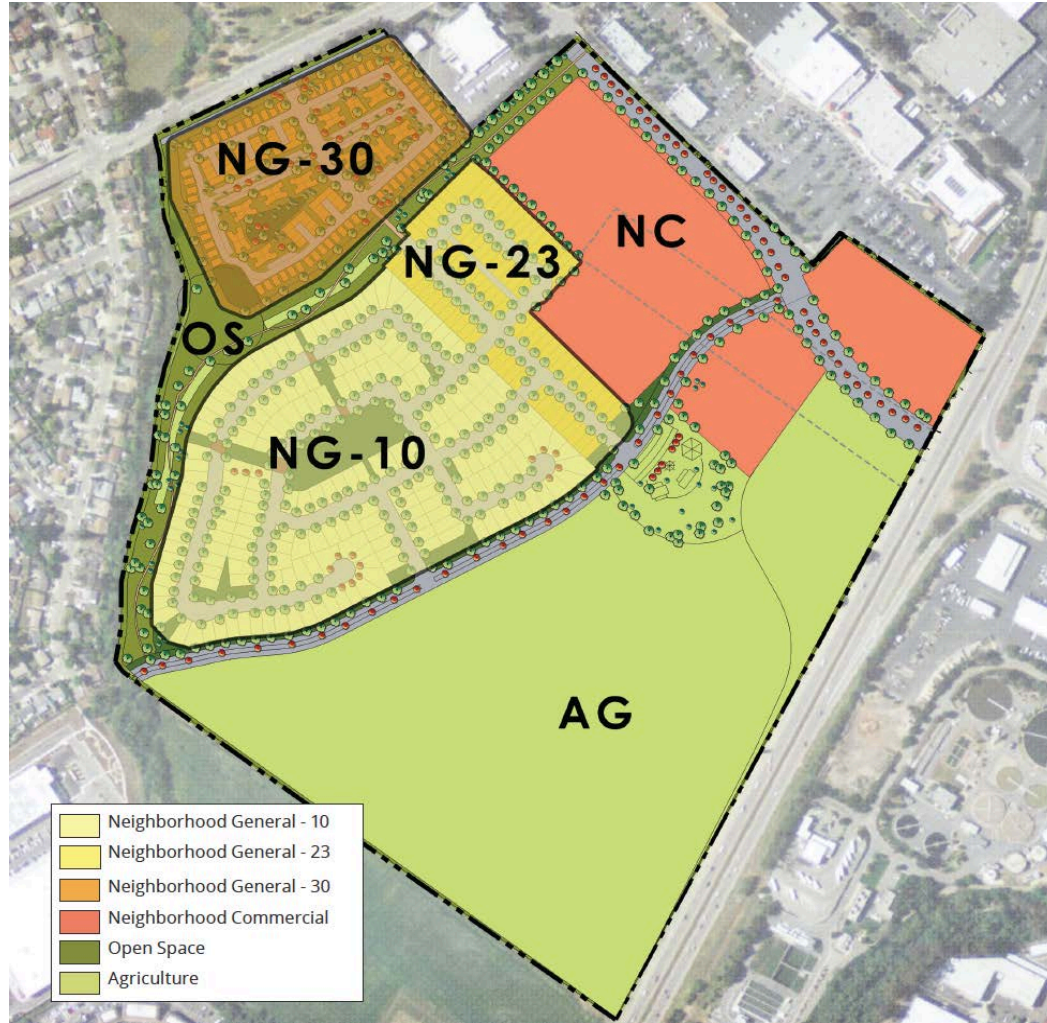 NG-30
NC
NG-23
OS
NG-10
AG
Neighborhood General - 10
Neighborhood General - 23
Neighborhood General - 30
Neighborhood Commercial
Open Space
Agriculture